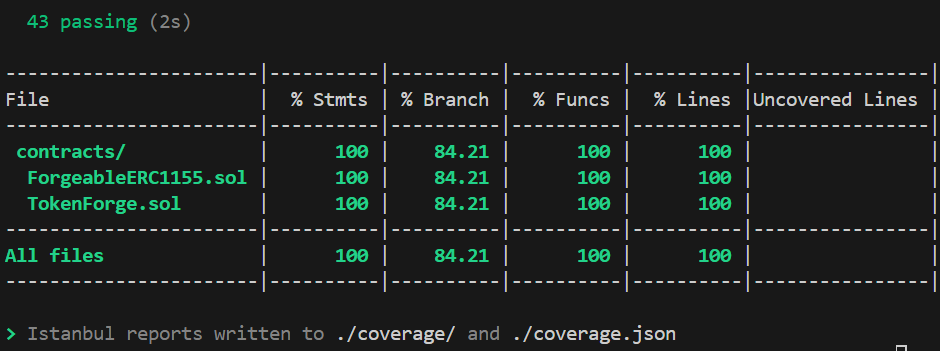 43 passing (2s)
-----------------------|----------|----------|----------|----------|----------------|
File                   |  % Stmts | % Branch |  % Funcs |  % Lines |Uncovered Lines |
-----------------------|----------|----------|----------|----------|----------------|
 contracts/            |      100 |    84.21 |      100 |      100 |                |
  ForgeableERC1155.sol |      100 |    84.21 |      100 |      100 |                |
  TokenForge.sol       |      100 |    84.21 |      100 |      100 |                |
-----------------------|----------|----------|----------|----------|----------------|
All files              |      100 |    84.21 |      100 |      100 |                |
-----------------------|----------|----------|----------|----------|----------------|
> Istanbul reports written to ./coverage/ and ./coverage.json